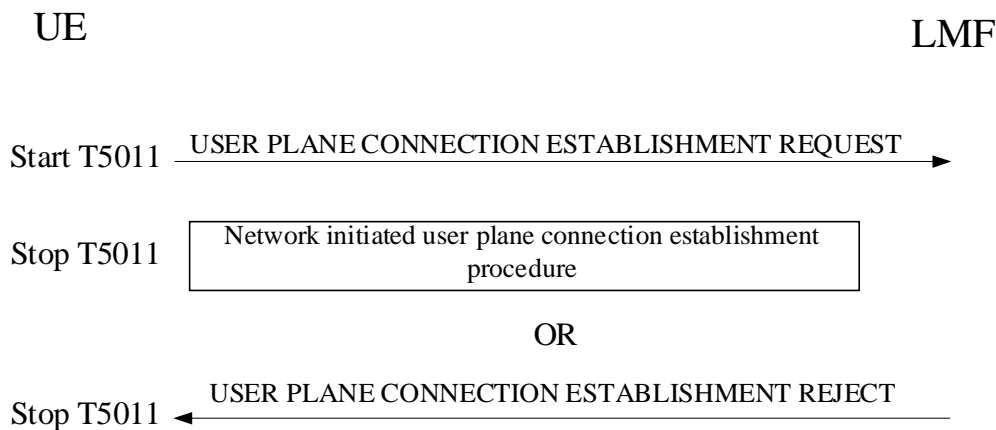 UE
LMF
Start T5011
USER PLANE CONNECTION ESTABLISHMENT REQUEST
Stop T5011
Network initiated user plane connection establishment
procedure
OR
USER PLANE CONNECTION ESTABLISHMENT REJECT
Stop T5011